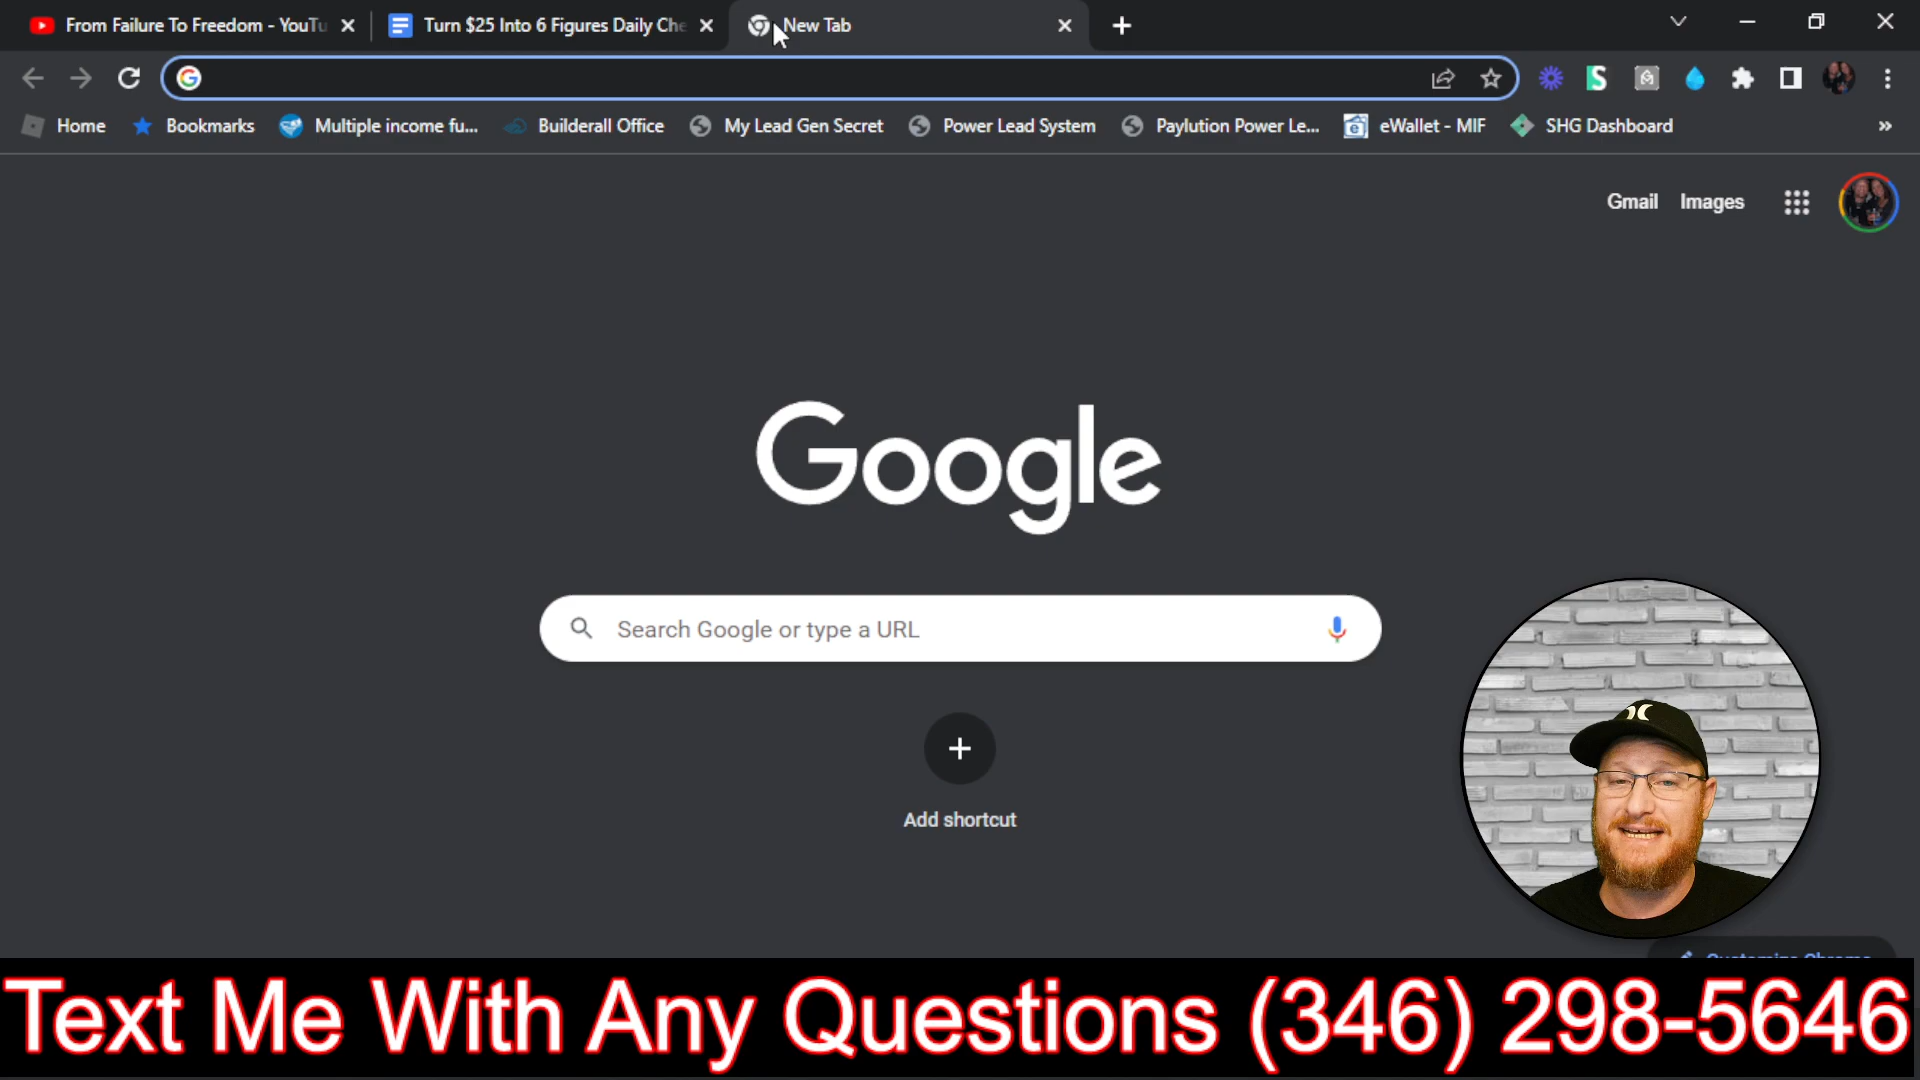 From Failure To Freedom - YouTu
Turn $25 Into 6 Figures Daily Che
New Tab
Home
Bookmarks
Multiple income fu...
Builderall Office
My Lead Gen Secret
Power Lead System
Paylution Power Le...
eWallet - MIF
SHG Dashboard
Gmail
Images
Google
Search Google or type a URL
Add shortcut
Customize Chrome
Text Me With Any Questions (346) 298-5646